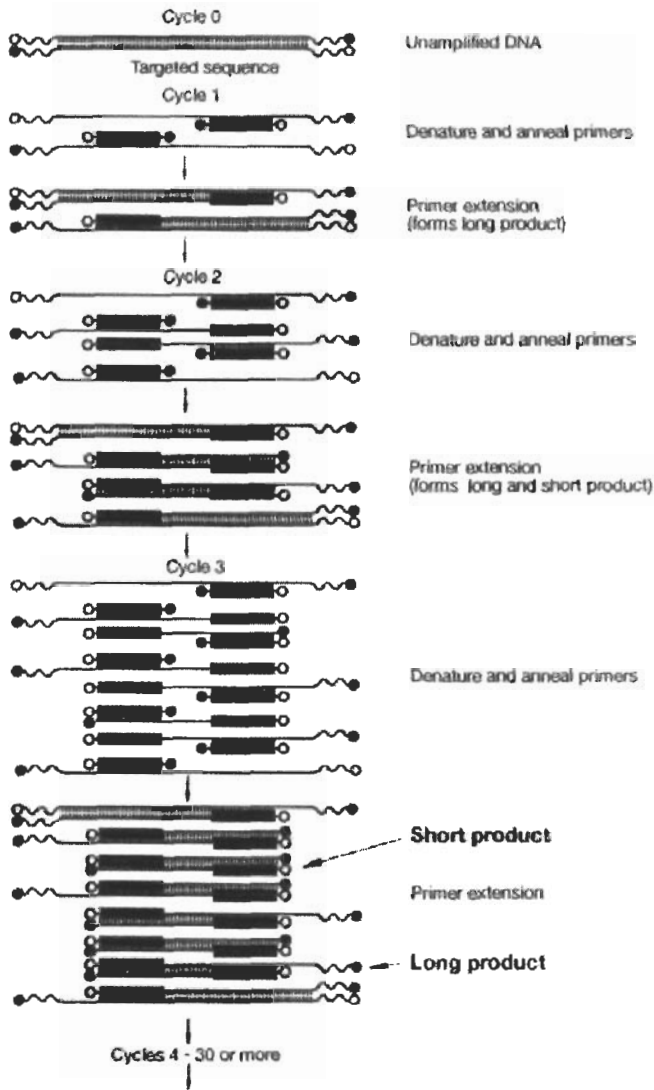 Cycle 0
Unamplified DNA
Targeted sequence
Cycle 1
Denature and anneal primers
Primer extension
(forms long product)
Cycle 2
Denature and anneal primers
Primer extension
(forms long and short product)
Cycle 3
Denature and anneal primers
Short product
Primer extension
Long product
Cycles 4 - 30 or more